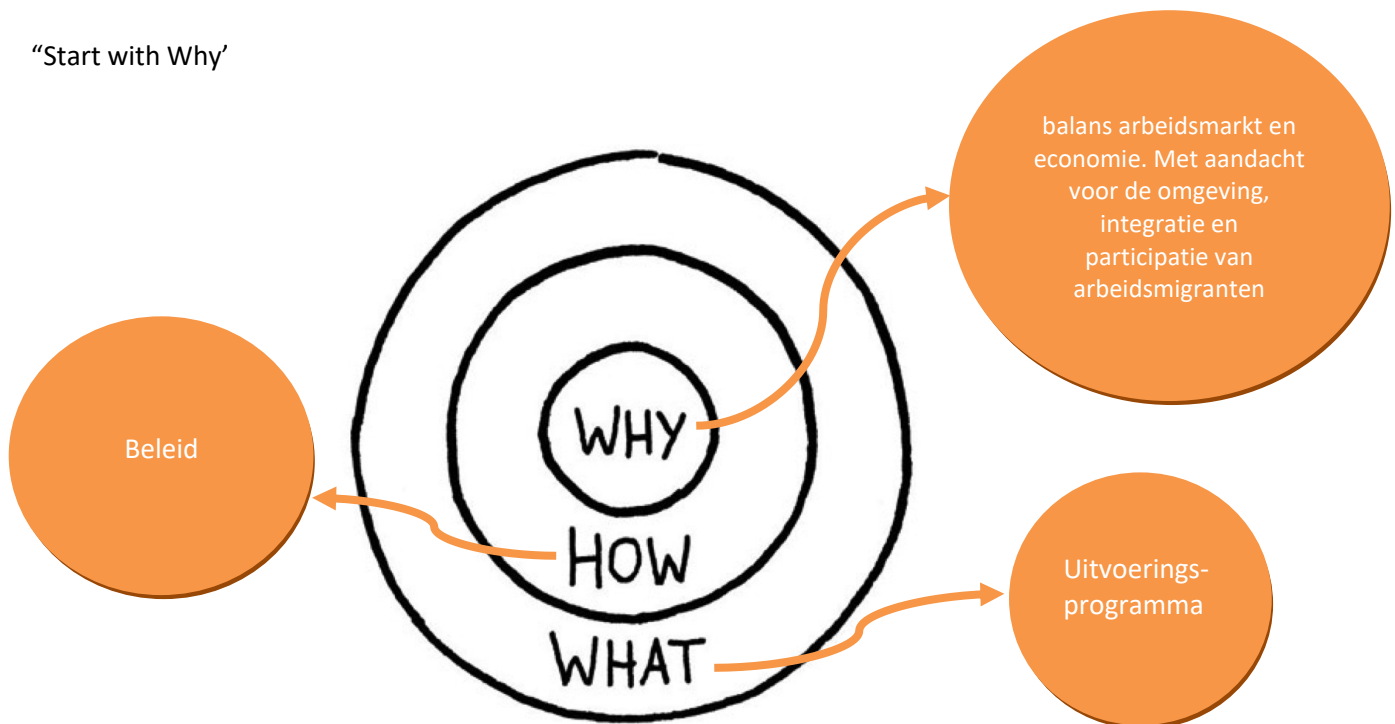 “Start with Why’
balans arbeidsmarkt en
economie. Met aandacht
voor de omgeving,
integratie en
participatie van
arbeidsmigranten
WHY
Beleid
HOW
Uitvoerings-
programma
WHAT